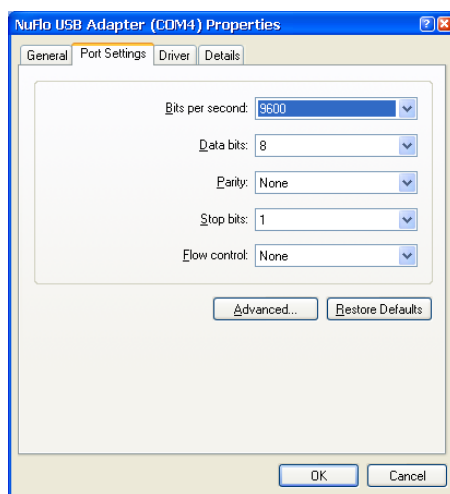 NuFlo USB Adapter (COM4) Properties
General Port Settings Driver Details
Bits per second: 9600
Data bits: 8
Parity: None
Stop bits: 1
Flow control: None
Advanced... Restore Defaults
OK Cancel